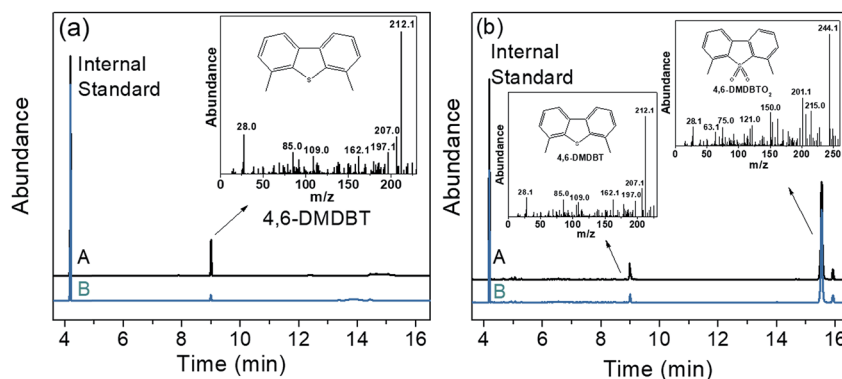 (a)
Internal
Standard
Abundance
212.1
S
28.0
85.0
109.0
162.1
207.0
197.1
0 50 100 150 200
m/z
4,6-DMDBT
A
B
Abundance
4 6 8 10 12 14 16
Time (min)
(b)
Internal
Standard
Abundance
212.1
S
4,6-DMDBT
28.1
85.0
109.0
162.1
207.1
197.0
0 50 100 150 200
m/z
Abundance
244.1
S
O O
4,6-DMDBTO2
201.1
215.0
150.0
121.0
75.0
63.1
28.1
0 50 100 150 200 250
m/z
A
B
Abundance
4 6 8 10 12 14 16
Time (min)